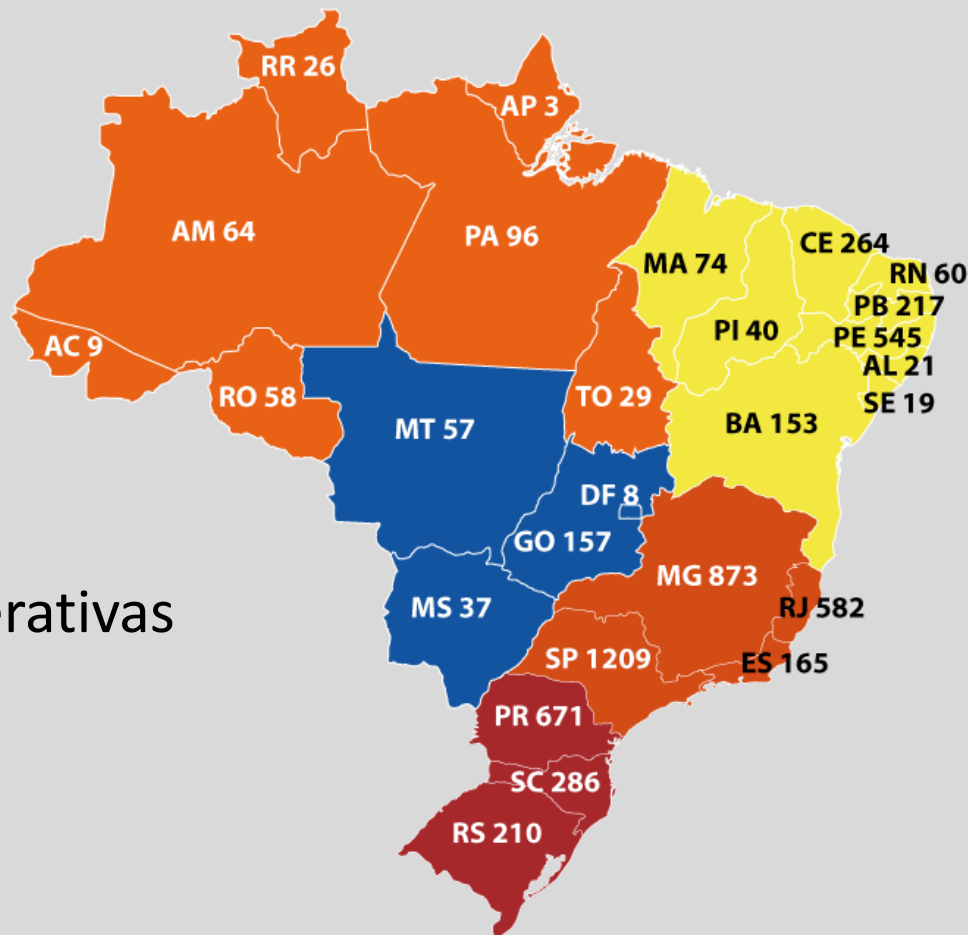 RR 26
AP 3
AM 64
PA 96
CE 264
MA 74
RN 60
PB 217
PI 40
PE 545
AC 9
AL 21
RO 58
TO 29
SE 19
BA 153
MT 57
DF 8
GO 157
MG 873
MS 37
RJ 582
erativas
SP 1209
ES 165
PR 671
SC 286
RS 210